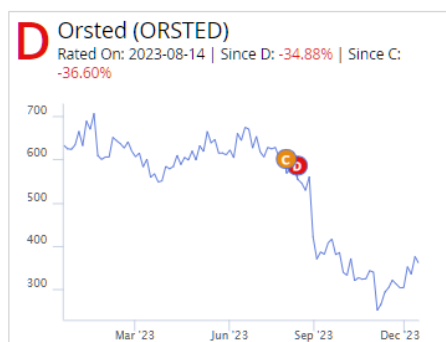 D
Orsted (ORSTED)
Rated On: 2023-08-14 | Since D: -34.88% | Since C:
-36.60%
700
600
C
D
500
400
300
Mar '23 Jun '23 Sep '23 Dec '23